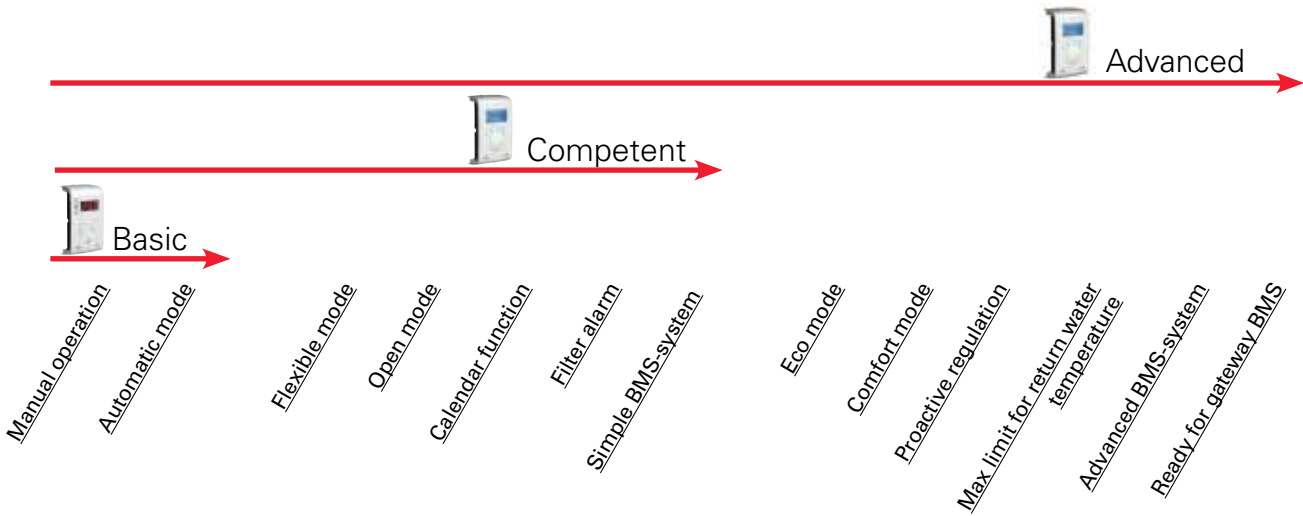 Advanced
Competent
Basic
Manual operation
Automatic mode
Flexible mode
Open mode
Calendar function
Filter alarm
Simple BMS-system
Eco mode
Comfort mode
Proactive regulation
Max limit for return water
temperature
Advanced BMS-system
Ready for gateway BMS